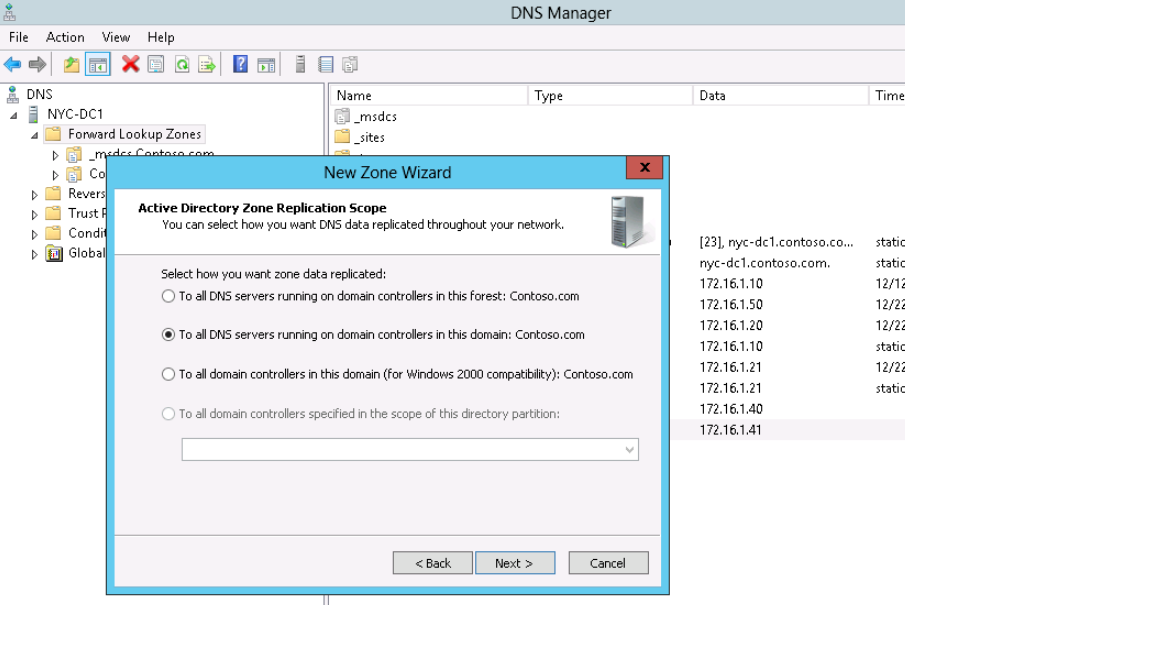 DNS Manager
File Action View Help
DNS
NYC-DC1
Forward Lookup Zones
_msdcs.Contoso.com
Co
Revers
Trust P
Condit
Global
Name Type Data Time
_msdcs
_sites
[23], nyc-dc1.contoso.co... static
nyc-dc1.contoso.com. static
172.16.1.10 12/12
172.16.1.50 12/22
172.16.1.20 12/22
172.16.1.10 static
172.16.1.21 12/22
172.16.1.21 static
172.16.1.40
172.16.1.41
New Zone Wizard
x
Active Directory Zone Replication Scope
You can select how you want DNS data replicated throughout your network.
Select how you want zone data replicated:
To all DNS servers running on domain controllers in this forest: Contoso.com
To all DNS servers running on domain controllers in this domain: Contoso.com
To all domain controllers in this domain (for Windows 2000 compatibility): Contoso.com
To all domain controllers specified in the scope of this directory partition:
< Back Next > Cancel